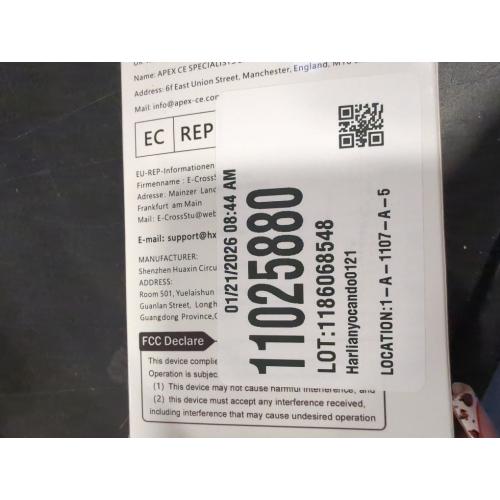 Name: APEX CE SPECIALISTS
Address: 6f East Union Street, Manchester, England,
Mail: info@apex-ce.com
EC REP
EU-REP-Informationen
Firmenname : E-CrossS
Adresse: Mainzer Land
Frankfurt am Main
Mail: E-CrossStu@web
E-mail: support@hx
MANUFACTURER:
Shenzhen Huaxin Circu
ADDRESS:
Room 501, Yuelaishun
Guanlan Street, Longh
Guangdong Province,C
FCC Declare
This device complie
Operation is subjec
(1) This device may not cause harmful interference, and
(2) this device must accept any interference received,
including interference that may cause undesired operation
01/21/2026 08:44 AM
11025880
LOT:1186068548
Harlianyocando0121
LOCATION:1-A-1107-A-5